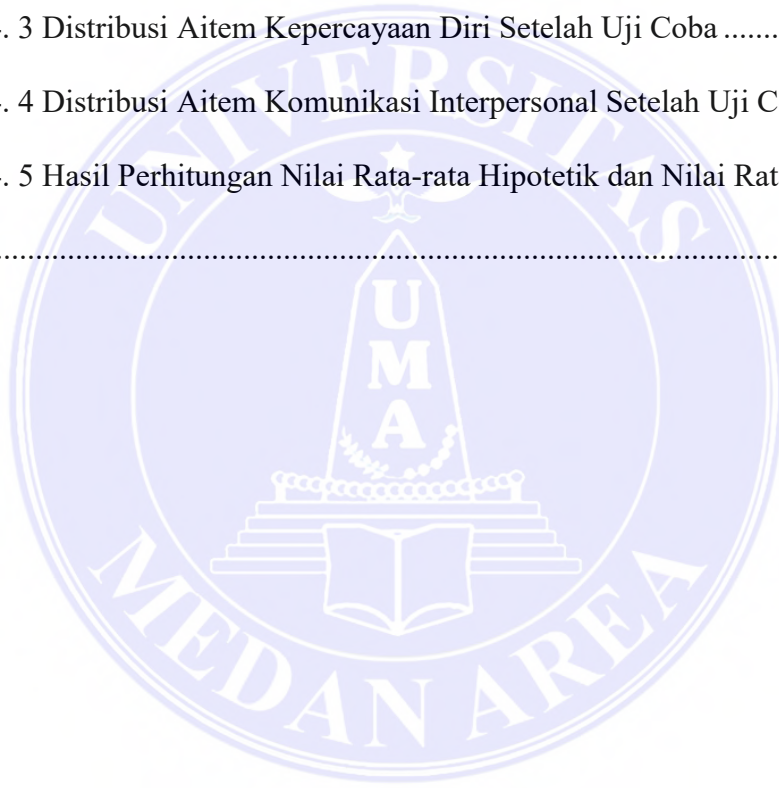 . 3 Distribusi Aitem Kepercayaan Diri Setelah Uji Coba .......
. 4 Distribusi Aitem Komunikasi Interpersonal Setelah Uji C
. 5 Hasil Perhitungan Nilai Rata-rata Hipotetik dan Nilai Rat
...............................................................................................
UNIVERSITAS
U
M
A
MEDAN AREA